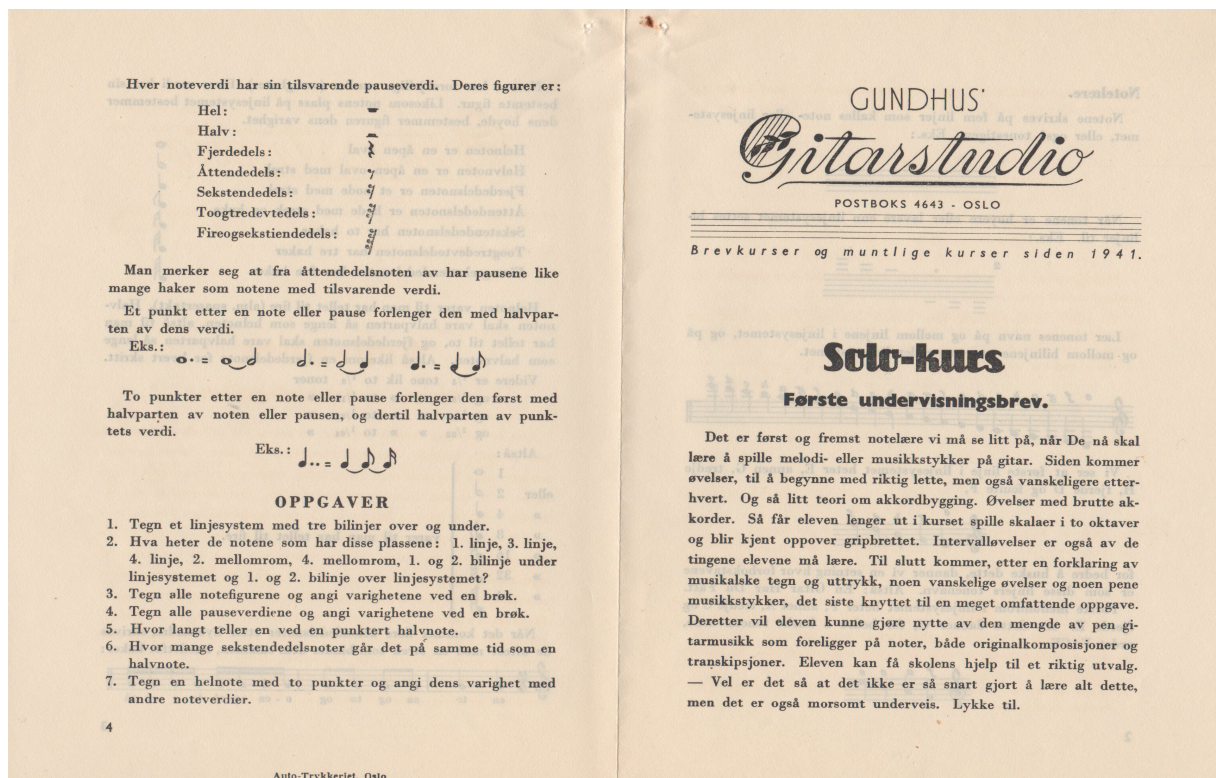 Hver noteverdi har sin tilsvarende pauseverdi. Deres figurer er:
Hel:
Halv:
Fjerdedels:
Åttendedels:
Sekstendedels:
Toogtredevtedels:
Fireogsekstiendedels:
Man merker seg at fra åttendedelsnoten av har pausene like
mange haker som notene med tilsvarende verdi.
Et punkt etter en note eller pause forlenger den med halvpar-
ten av dens verdi.
Eks.:
To punkter etter en note eller pause forlenger den først med
halvparten av noten eller pausen, og dertil halvparten av punk-
tets verdi.
Eks.:
OPPGAVER
1. Tegn et linjesystem med tre bilinjer over og under.
2. Hva heter de notene som har disse plassene: 1. linje, 3. linje,
4. linje, 2. mellomrom, 4. mellomrom, 1. og 2. bilinje under
linjesystemet og 1. og 2. bilinje over linjesystemet?
3. Tegn alle notefigurene og angi varighetene ved en brøk.
4. Tegn alle pauseverdiene og angi varighetene ved en brøk.
5. Hvor langt teller en ved en punktert halvnote.
6. Hvor mange sekstendedelsnoter går det på samme tid som en
halvnote.
7. Tegn en helnote med to punkter og angi dens varighet med
andre noteverdier.
4
Auto-Trykkeriet, Oslo
GUNDHUS'
Gitarstudio
POSTBOKS 4643 - OSLO
Brevkurser og muntlige kurser siden 1941.
Solo-kurs
Første undervisningsbrev.
Det er først og fremst notelære vi må se litt på, når De nå skal
lære å spille melodi- eller musikkstykker på gitar. Siden kommer
øvelser, til å begynne med riktig lette, men også vanskeligere etter-
hvert. Og så litt teori om akkordbygging. Øvelser med brutte ak-
korder. Så får eleven lenger ut i kurset spille skalaer i to oktaver
og blir kjent oppover gripbrettet. Intervalløvelser er også av de
tingene elevene må lære. Til slutt kommer, etter en forklaring av
musikalske tegn og uttrykk, noen vanskelige øvelser og noen pene
musikkstykker, det siste knyttet til en meget omfattende oppgave.
Deretter vil eleven kunne gjøre nytte av den mengde av pen gi-
tarmusikk som foreligger på noter, både originalkomposisjoner og
transkipsjoner. Eleven kan få skolens hjelp til et riktig utvalg.
— Vel er det så at det ikke er så snart gjort å lære alt dette,
men det er også morsomt underveis. Lykke til.